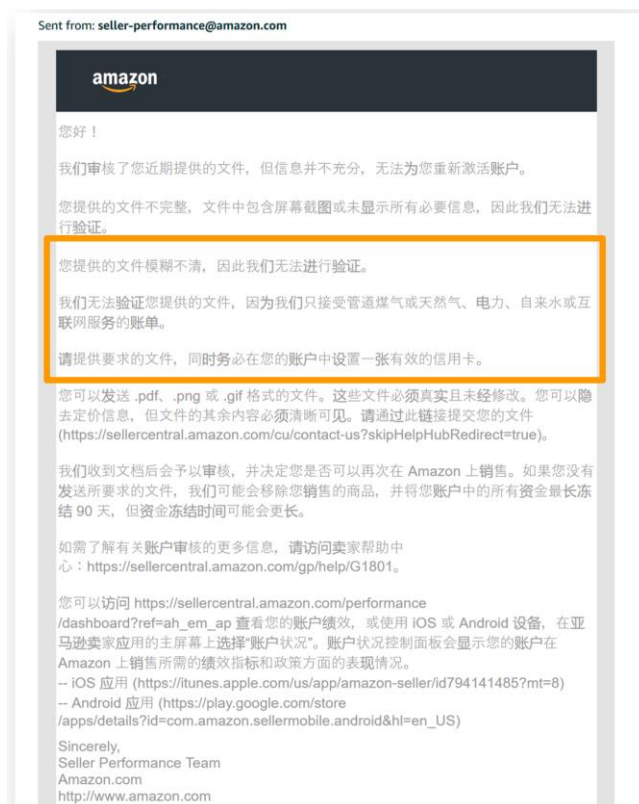 Sent from: seller-performance@amazon.com
amazon
您好！
我们审核了您近期提供的文件，但信息并不充分，无法为您重新激活账户。
您提供的文件不完整，文件中包含屏幕截图或未显示所有必要信息，因此我们无法进
行验证。
您提供的文件模糊不清，因此我们无法进行验证。
我们无法验证您提供的文件，因为我们只接受管道煤气或天然气、电力、自来水或互
联网服务的账单。
请提供要求的文件，同时务必在您的账户中设置一张有效的信用卡。
您可以发送 .pdf、.png 或 .gif 格式的文件。这些文件必须真实且未经修改。您可以隐
去定价信息，但文件的其余内容必须清晰可见。请通过此链接提交您的文件
(https://sellercentral.amazon.com/cu/contact-us?skipHelpHubRedirect=true)。
我们收到文档后会予以审核，并决定您是否可以再次在 Amazon 上销售。如果您没有
发送所要求的文件，我们可能会移除您销售的商品，并将您账户中的所有资金最长冻
结 90 天，但资金冻结时间可能会更长。
如需了解有关账户审核的更多信息，请访问卖家帮助中
心：https://sellercentral.amazon.com/gp/help/G1801。
您可以访问 https://sellercentral.amazon.com/performance
/dashboard?ref=ah_em_ap 查看您的账户绩效，或使用 iOS 或 Android 设备，在亚
马逊卖家应用的主屏幕上选择“账户状况”。账户状况控制面板会显示您的账户在
Amazon 上销售所需的绩效指标和政策方面的表现情况。
-- iOS 应用 (https://itunes.apple.com/us/app/amazon-seller/id794141485?mt=8)
-- Android 应用 (https://play.google.com/store
/apps/details?id=com.amazon.sellermobile.android&hl=en_US)
Sincerely,
Seller Performance Team
Amazon.com
http://www.amazon.com